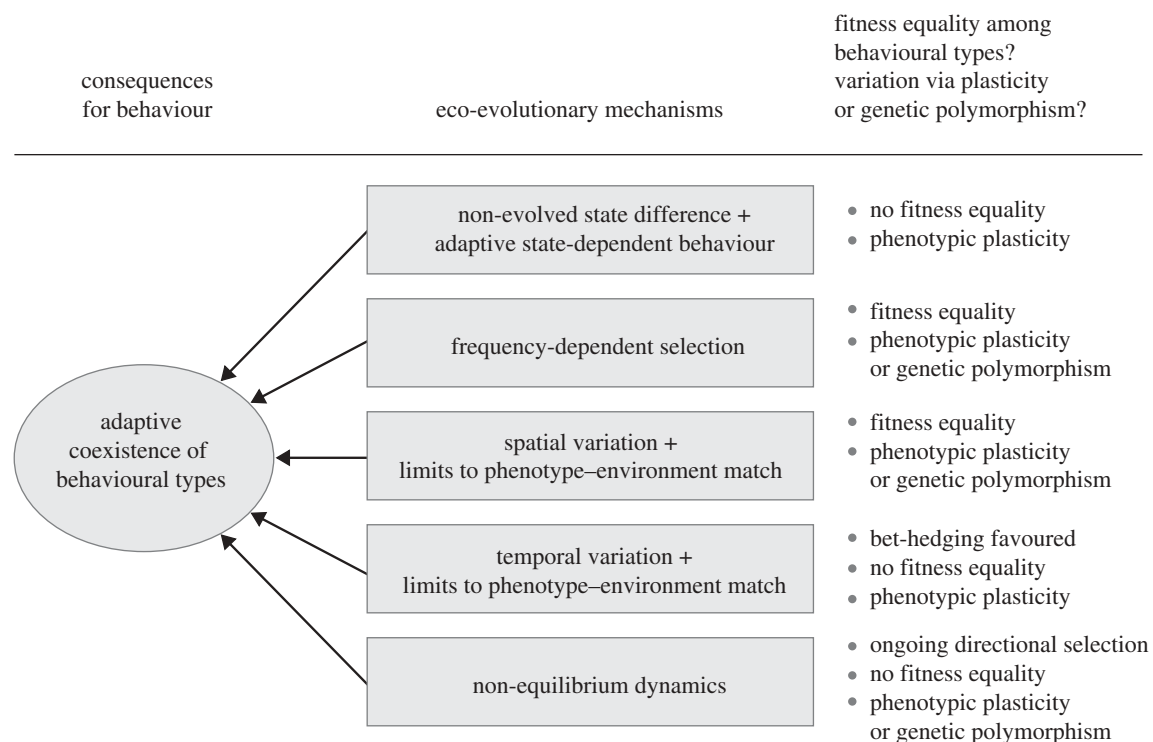 consequences
for behaviour
eco-evolutionary mechanisms
fitness equality among
behavioural types?
variation via plasticity
or genetic polymorphism?
non-evolved state difference +
adaptive state-dependent behaviour
• no fitness equality
• phenotypic plasticity
frequency-dependent selection
• fitness equality
• phenotypic plasticity
or genetic polymorphism
adaptive
coexistence of
behavioural types
spatial variation +
limits to phenotype–environment match
• fitness equality
• phenotypic plasticity
or genetic polymorphism
temporal variation +
limits to phenotype–environment match
• bet-hedging favoured
• no fitness equality
• phenotypic plasticity
non-equilibrium dynamics
• ongoing directional selection
• no fitness equality
• phenotypic plasticity
or genetic polymorphism